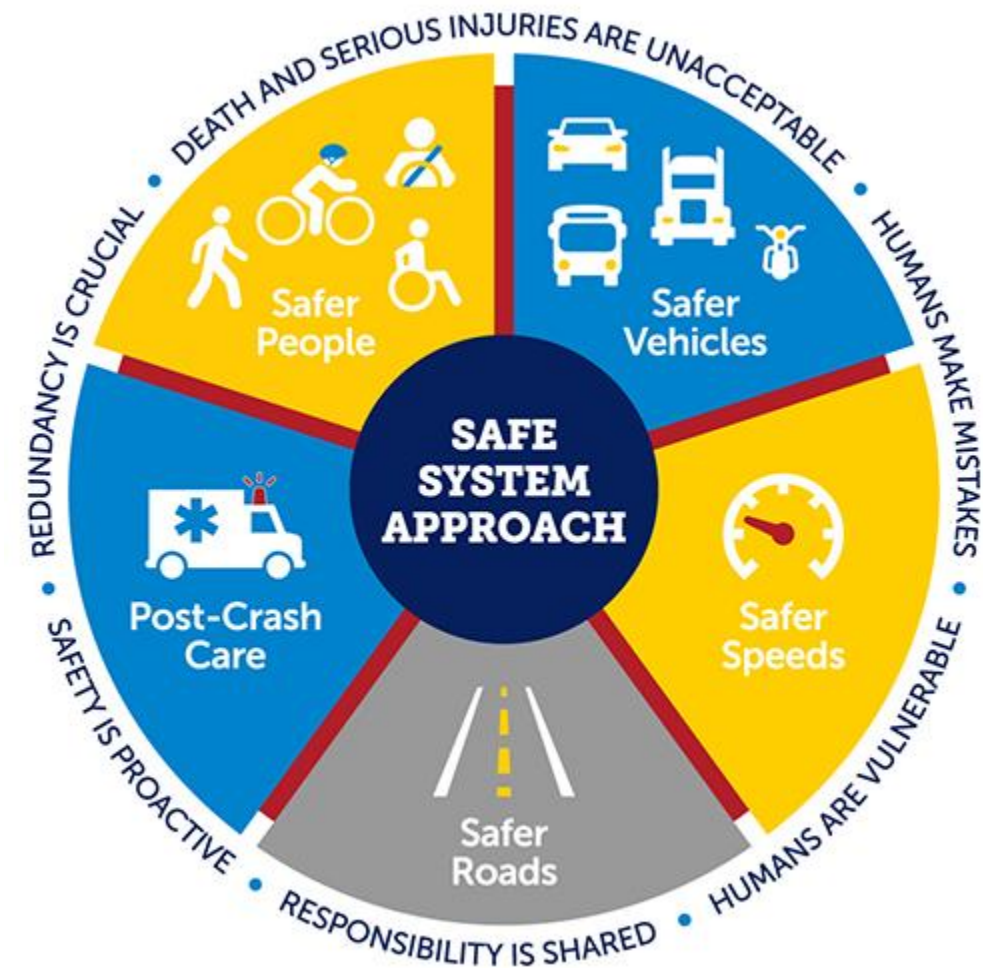 DEATH AND SERIOUS INJURIES ARE UNACCEPTABLE
HUMANS MAKE MISTAKES
HUMANS ARE VULNERABLE
RESPONSIBILITY IS SHARED
SAFETY IS PROACTIVE
REDUNDANCY IS CRUCIAL
Safer
People
Safer
Vehicles
SAFE
SYSTEM
APPROACH
Post-Crash
Care
Safer
Speeds
Safer
Roads